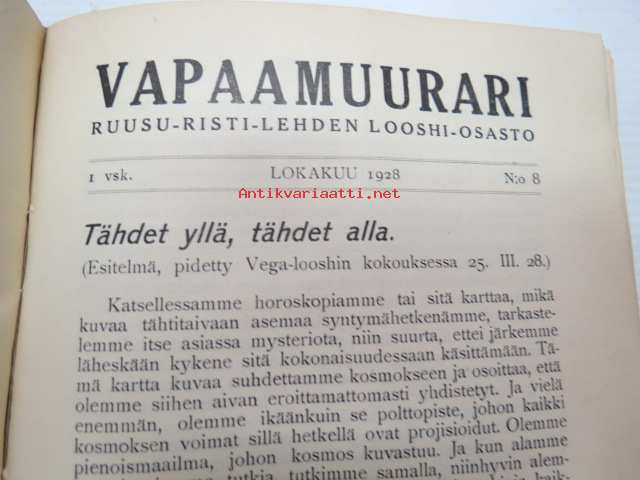 VAPAAMUURARI
RUUSU-RISTI-LEHDEN LOOSHI-OSASTO
1 vsk. LOKAKUU 1928 N:o 8
Antikvariaatti.net
Tähdet yllä, tähdet alla.
(Esitelmä, pidetty Vega-looshin kokouksessa 25. III. 28.)
Katsellessamme horoskopiamme tai sitä karttaa, mikä
kuvaa tähtitaivaan asemaa syntymähetkenämme, tarkaste-
lemme itse asiassa mysteriota, niin suurta, ettei järkemme
läheskään kykene sitä kokonaisuudessaan käsittämään. Tä-
mä kartta kuvaa suhdettamme kosmokseen ja osoittaa, että
olemme siihen aivan eroittamattomasti yhdistetyt. Ja vielä
enemmän, olemme ikäänkuin se polttopiste, johon kaikki
kosmoksen voimat sillä hetkellä ovat projisioidut. Olemme
pienoismaailma, johon kosmos kuvastuu. Ja kun alamme
tutkia, tutkimme samalla, niinhyvin alem-